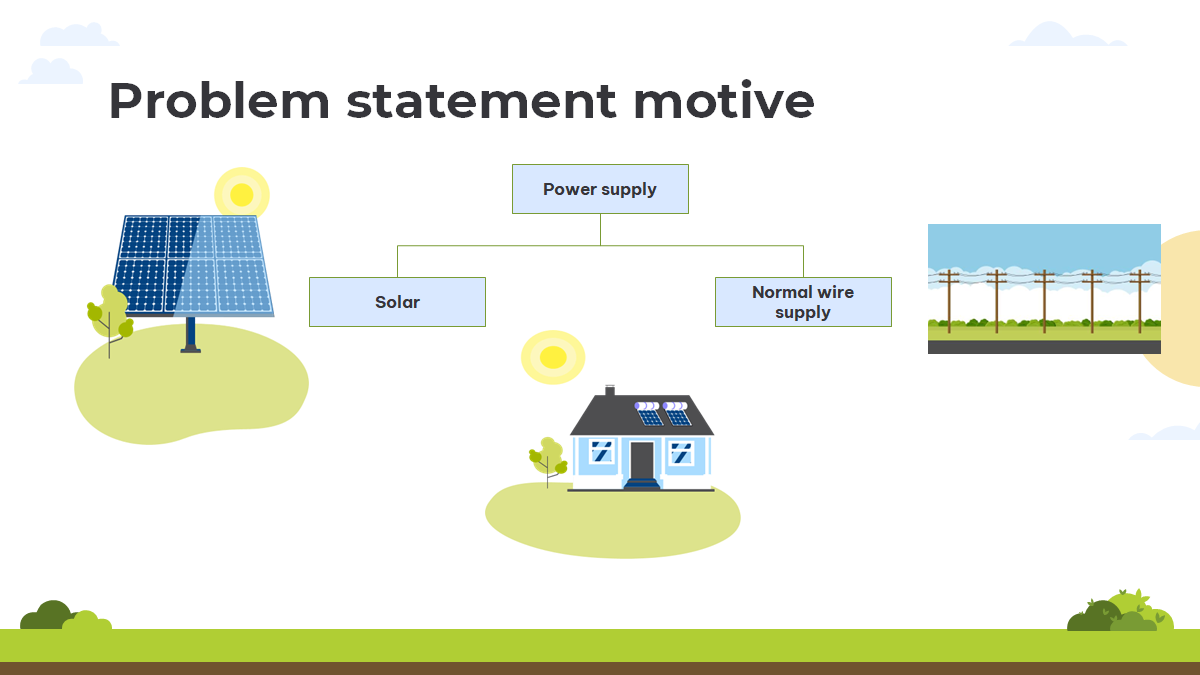 Problem statement motive
Power supply
Solar
Normal wire
supply